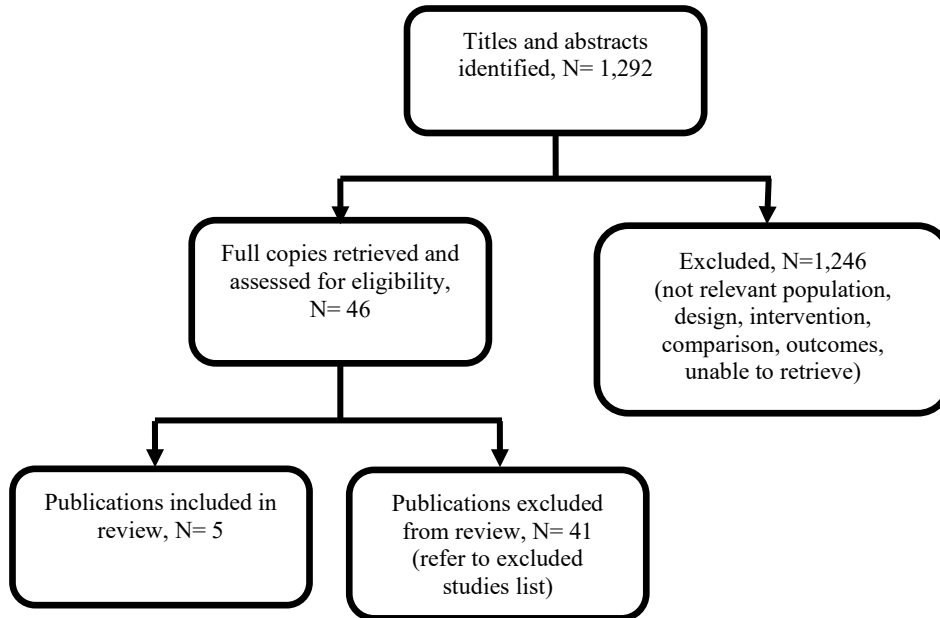 Titles and abstracts
identified, N= 1,292
Full copies retrieved and
assessed for eligibility,
N= 46
Excluded, N=1,246
(not relevant population,
design, intervention,
comparison, outcomes,
unable to retrieve)
Publications included in
review, N= 5
Publications excluded
from review, N= 41
(refer to excluded
studies list)